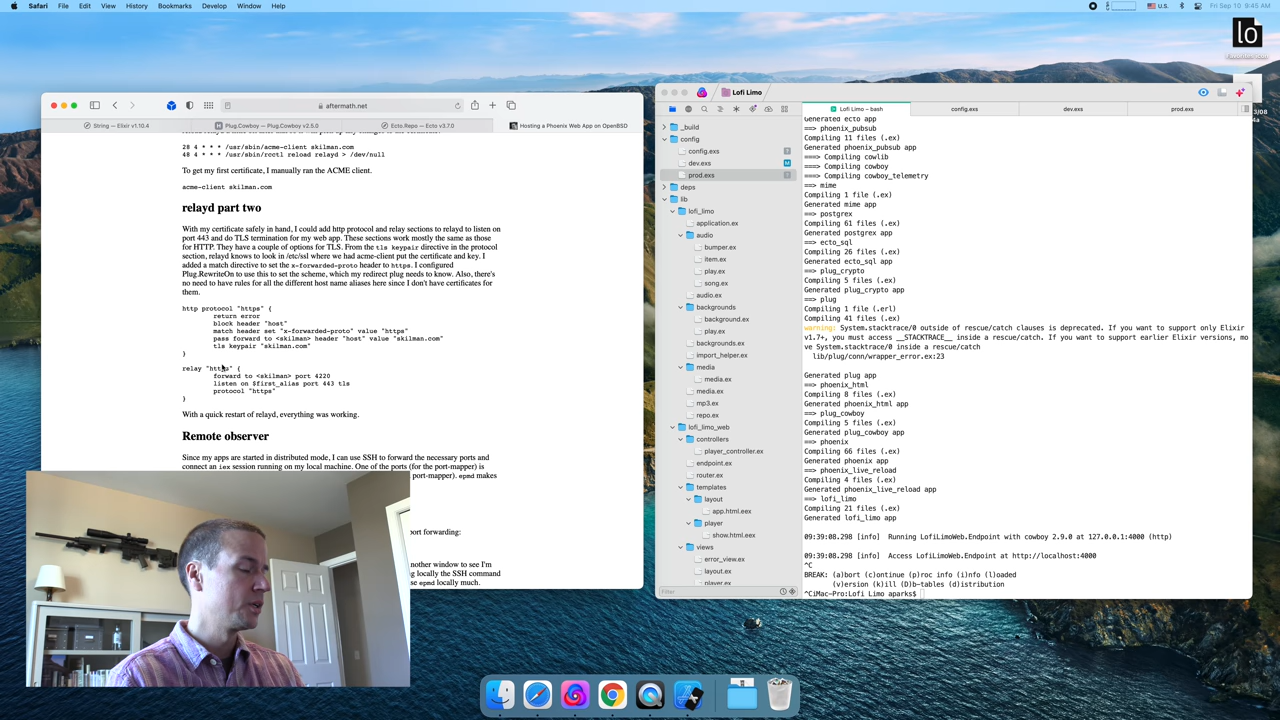 Safari File Edit View History Bookmarks Develop Window Help
U.S. Fri Sep 10 9:45 AM
lo
aftermath.net
String — Elixir v1.10.4
Plug.Cowboy — Plug.Cowboy v2.5.0
Ecto.Repo — Ecto v3.7.0
Hosting a Phoenix Web App on OpenBSD
28 4 * * * /usr/sbin/acme-client skilman.com
48 4 * * * /usr/sbin/rcctl reload relayd > /dev/null
To get my first certificate, I manually ran the ACME client.
acme-client skilman.com
relayd part two
With my certificate safely in hand, I could add http protocol and relay sections to relayd to listen on
port 443 and do TLS termination for my web app. These sections work mostly the same as those
for HTTP. They have a couple of options for TLS. From the tls keypair directive in the protocol
section, relayd knows to look in /etc/ssl where we had acme-client put the certificate and key. I
added a match directive to set the x-forwarded-proto header to https. I configured
Plug.RewriteOn to use this to set the scheme, which my redirect plug needs to know. Also, there's
no need to have rules for all the different host name aliases here since I don't have certificates for
them.
http protocol "https" {
return error
block header "host"
match header set "x-forwarded-proto" value "https"
pass forward to <skilman> header "host" value "skilman.com"
tls keypair "skilman.com"
}
relay "https" {
forward to <skilman> port 4220
listen on $first_alias port 443 tls
protocol "https"
}
With a quick restart of relayd, everything was working.
Remote observer
Since my apps are started in distributed mode, I can use SSH to forward the necessary ports and
connect an iex session running on my local machine. One of the ports (for the port-mapper) is
port-mapper). epmd makes
port forwarding:
another window to see I'm
locally the SSH command
se epmd locally much.
Lofi Limo
_build
config
config.exs ?
dev.exs M
prod.exs ?
deps
lib
lofi_limo
application.ex
audio
bumper.ex
item.ex
play.ex
song.ex
audio.ex
backgrounds
background.ex
play.ex
backgrounds.ex
import_helper.ex
media
media.ex
media.ex
mp3.ex
repo.ex
lofi_limo_web
controllers
player_controller.ex
endpoint.ex
router.ex
templates
layout
app.html.eex
player
show.html.eex
views
error_view.ex
layout.ex
player.ex
Filter
Lofi Limo – bash
config.exs
dev.exs
prod.exs
Generated ecto app
==> phoenix_pubsub
Compiling 11 files (.ex)
Generated phoenix_pubsub app
===> Compiling cowlib
===> Compiling cowboy
===> Compiling cowboy_telemetry
==> mime
Compiling 1 file (.ex)
Generated mime app
==> postgrex
Compiling 61 files (.ex)
Generated postgrex app
==> ecto_sql
Compiling 26 files (.ex)
Generated ecto_sql app
==> plug_crypto
Compiling 5 files (.ex)
Generated plug_crypto app
==> plug
Compiling 1 file (.erl)
Compiling 41 files (.ex)
warning: System.stacktrace/0 outside of rescue/catch clauses is deprecated. If you want to support only Elixir
v1.7+, you must access __STACKTRACE__ inside a rescue/catch. If you want to support earlier Elixir versions, mo
ve System.stacktrace/0 inside a rescue/catch
lib/plug/conn/wrapper_error.ex:23
Generated plug app
==> phoenix_html
Compiling 8 files (.ex)
Generated phoenix_html app
==> plug_cowboy
Compiling 5 files (.ex)
Generated plug_cowboy app
==> phoenix
Compiling 66 files (.ex)
Generated phoenix app
==> phoenix_live_reload
Compiling 4 files (.ex)
Generated phoenix_live_reload app
==> lofi_limo
Compiling 21 files (.ex)
Generated lofi_limo app
09:39:08.298 [info] Running LofiLimoWeb.Endpoint with cowboy 2.9.0 at 127.0.0.1:4000 (http)
09:39:08.298 [info] Access LofiLimoWeb.Endpoint at http://localhost:4000
^C
BREAK: (a)bort (c)ontinue (p)roc info (i)nfo (l)oaded
(v)ersion (k)ill (D)b-tables (d)istribution
^CiMac-Pro:Lofi Limo aparks$